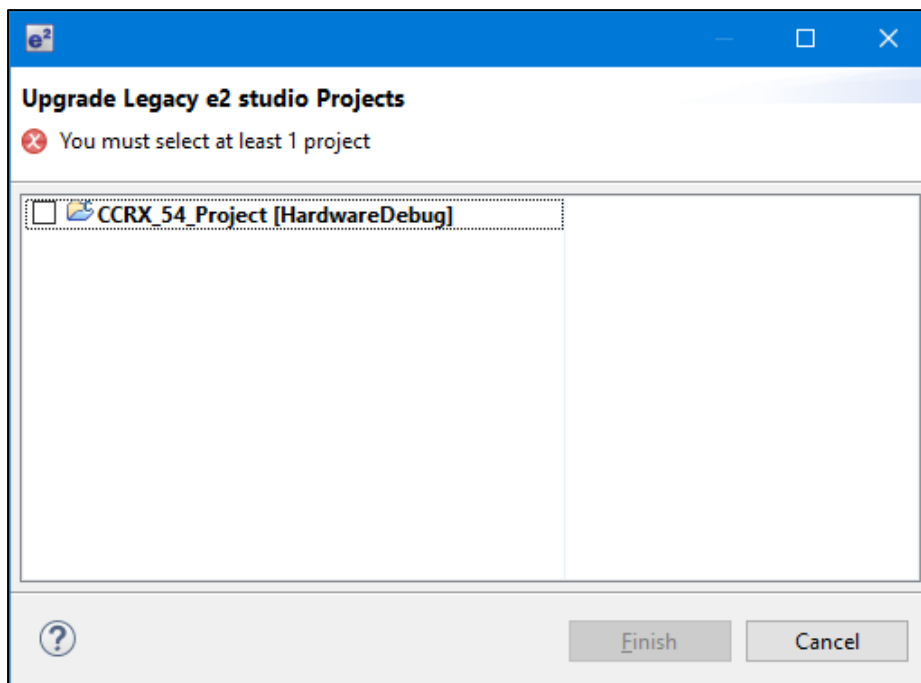 e²
Upgrade Legacy e2 studio Projects
You must select at least 1 project
CCRX_54_Project [HardwareDebug]
?
Finish
Cancel